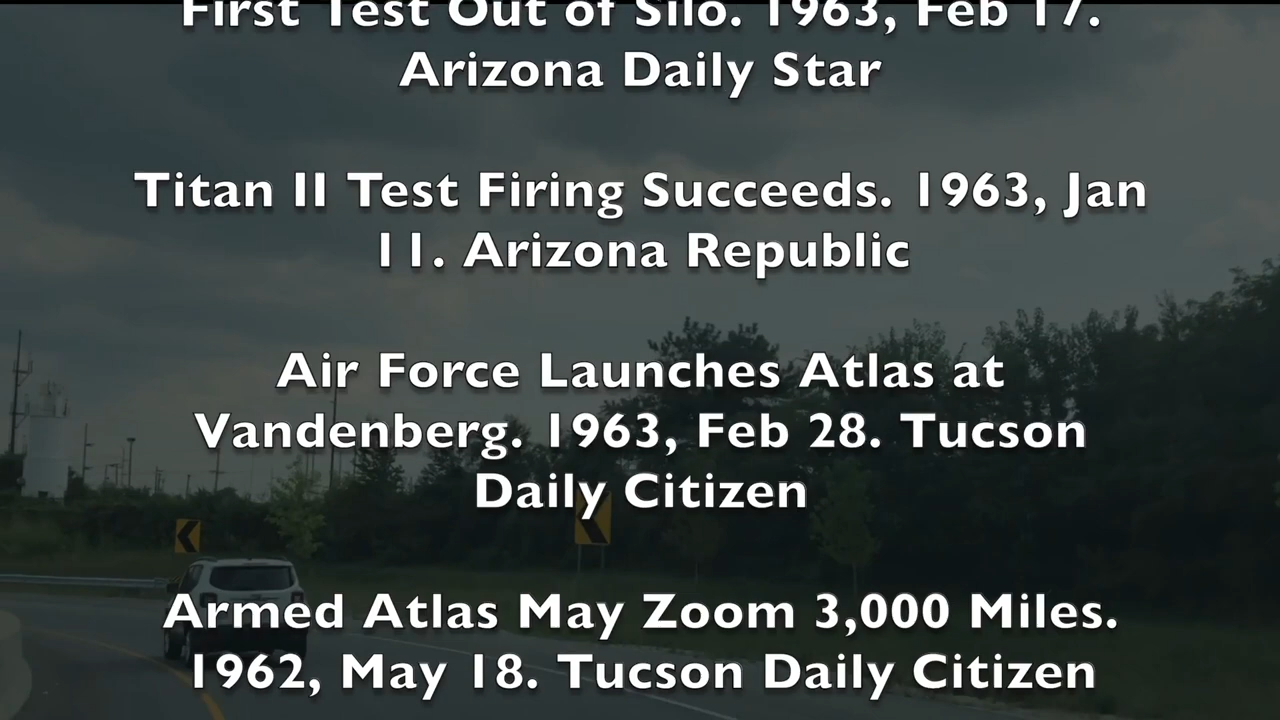 First Test Out of Silo. 1963, Feb 17.
Arizona Daily Star
Titan II Test Firing Succeeds. 1963, Jan
11. Arizona Republic
Air Force Launches Atlas at
Vandenberg. 1963, Feb 28. Tucson
Daily Citizen
Armed Atlas May Zoom 3,000 Miles.
1962, May 18. Tucson Daily Citizen